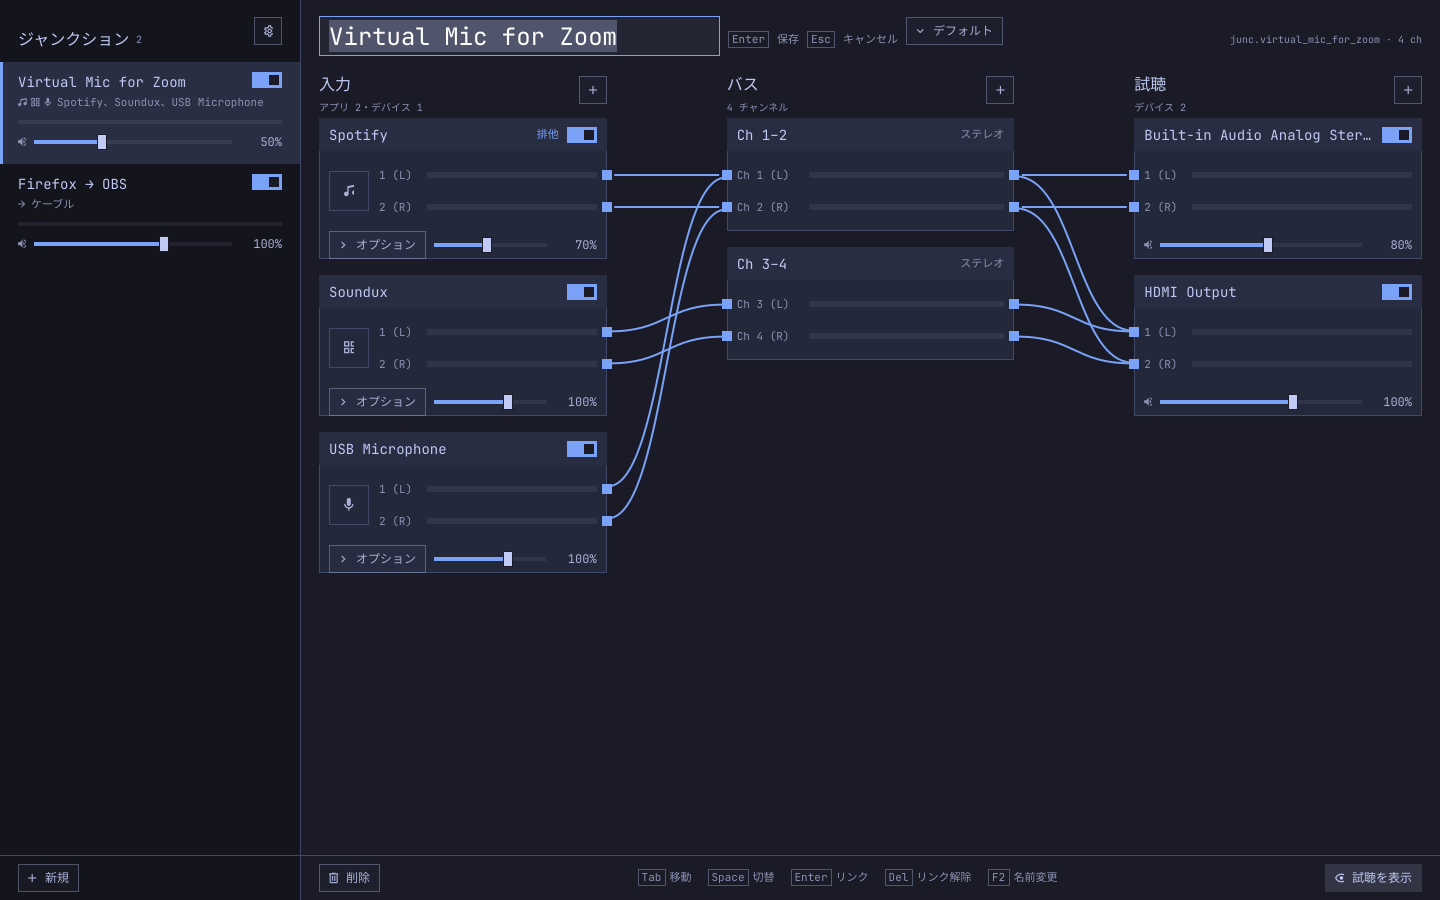 ジャンクション 2
Virtual Mic for Zoom
Spotify、Soundux、USB Microphone
50%
Firefox → OBS
→ ケーブル
100%
+ 新規
Virtual Mic for Zoom
Enter 保存 Esc キャンセル
デフォルト
junc.virtual_mic_for_zoom · 4 ch
入力
アプリ 2・デバイス 1
Spotify
排他
1 (L)
2 (R)
オプション
70%
Soundux
1 (L)
2 (R)
オプション
100%
USB Microphone
1 (L)
2 (R)
オプション
100%
バス
4 チャンネル
Ch 1–2
ステレオ
Ch 1 (L)
Ch 2 (R)
Ch 3–4
ステレオ
Ch 3 (L)
Ch 4 (R)
試聴
デバイス 2
Built-in Audio Analog Ster…
1 (L)
2 (R)
80%
HDMI Output
1 (L)
2 (R)
100%
削除
Tab 移動 Space 切替 Enter リンク Del リンク解除 F2 名前変更
試聴を表示